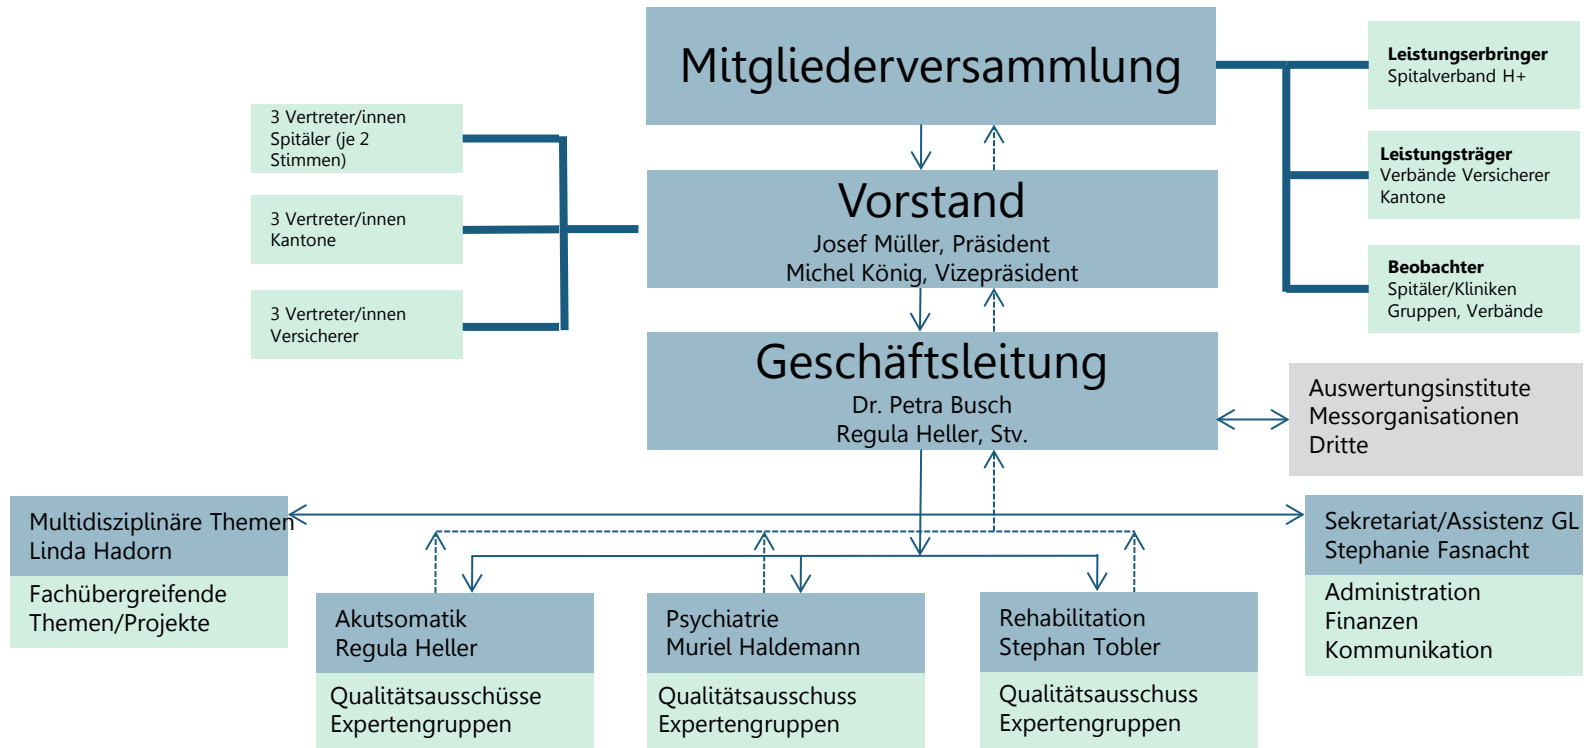 Mitgliederversammlung
Leistungserbringer
Spitalverband H+
3 Vertreter/innen
Spitäler (je 2
Stimmen)
Leistungsträger
Verbände Versicherer
Kantone
Vorstand
Josef Müller, Präsident
Michel König, Vizepräsident
3 Vertreter/innen
Kantone
Beobachter
Spitäler/Kliniken
Gruppen, Verbände
3 Vertreter/innen
Versicherer
Geschäftsleitung
Dr. Petra Busch
Regula Heller, Stv.
Auswertungsinstitute
Messorganisationen
Dritte
Multidisziplinäre Themen
Linda Hadorn
Fachübergreifende
Themen/Projekte
Sekretariat/Assistenz GL
Stephanie Fasnacht
Administration
Finanzen
Kommunikation
Akutsomatik
Regula Heller
Qualitätsausschüsse
Expertengruppen
Psychiatrie
Muriel Haldemann
Qualitätsausschuss
Expertengruppen
Rehabilitation
Stephan Tobler
Qualitätsausschuss
Expertengruppen